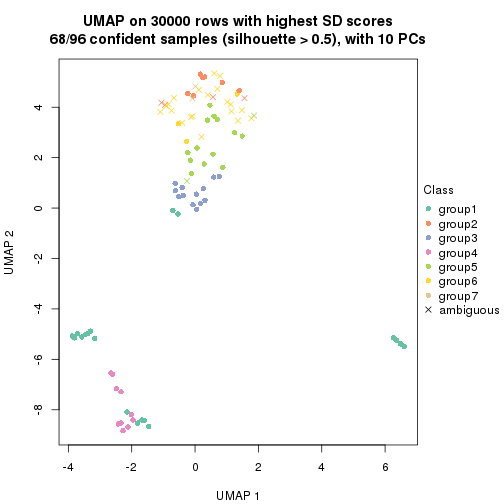 UMAP on 30000 rows with highest SD scores
68/96 confident samples (silhouette > 0.5), with 10 PCs
UMAP 2
4
2
0
-2
-4
-6
-8
-4
-2
0
2
4
6
UMAP 1
Class
group1
group2
group3
group4
group5
group6
group7
ambiguous